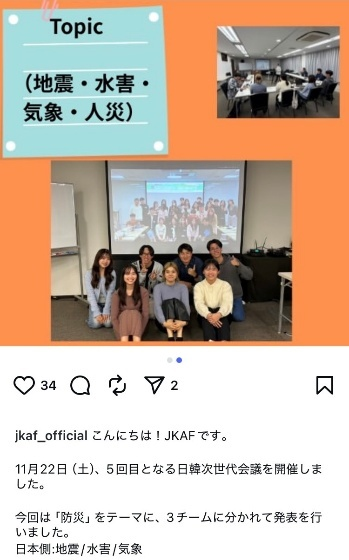 Topic
（地震・水害・
気象・人災）
34
2
jkaf_official こんにちは！JKAFです。
11月22日（土）、5回目となる日韓次世代会議を開催しま
した。
今回は「防災」をテーマに、3チームに分かれて発表を行
いました。
日本側:地震/水害/気象